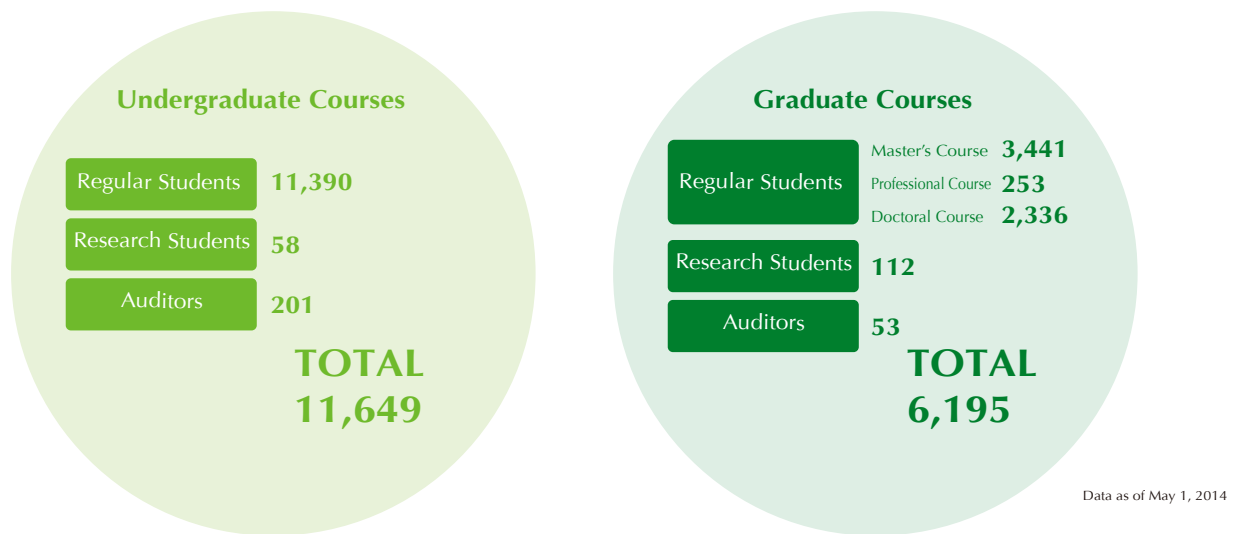 Undergraduate Courses
Regular Students 11,390
Research Students 58
Auditors 201
TOTAL
11,649
Graduate Courses
Regular Students
Master's Course 3,441
Professional Course 253
Doctoral Course 2,336
Research Students 112
Auditors 53
TOTAL
6,195
Data as of May 1, 2014